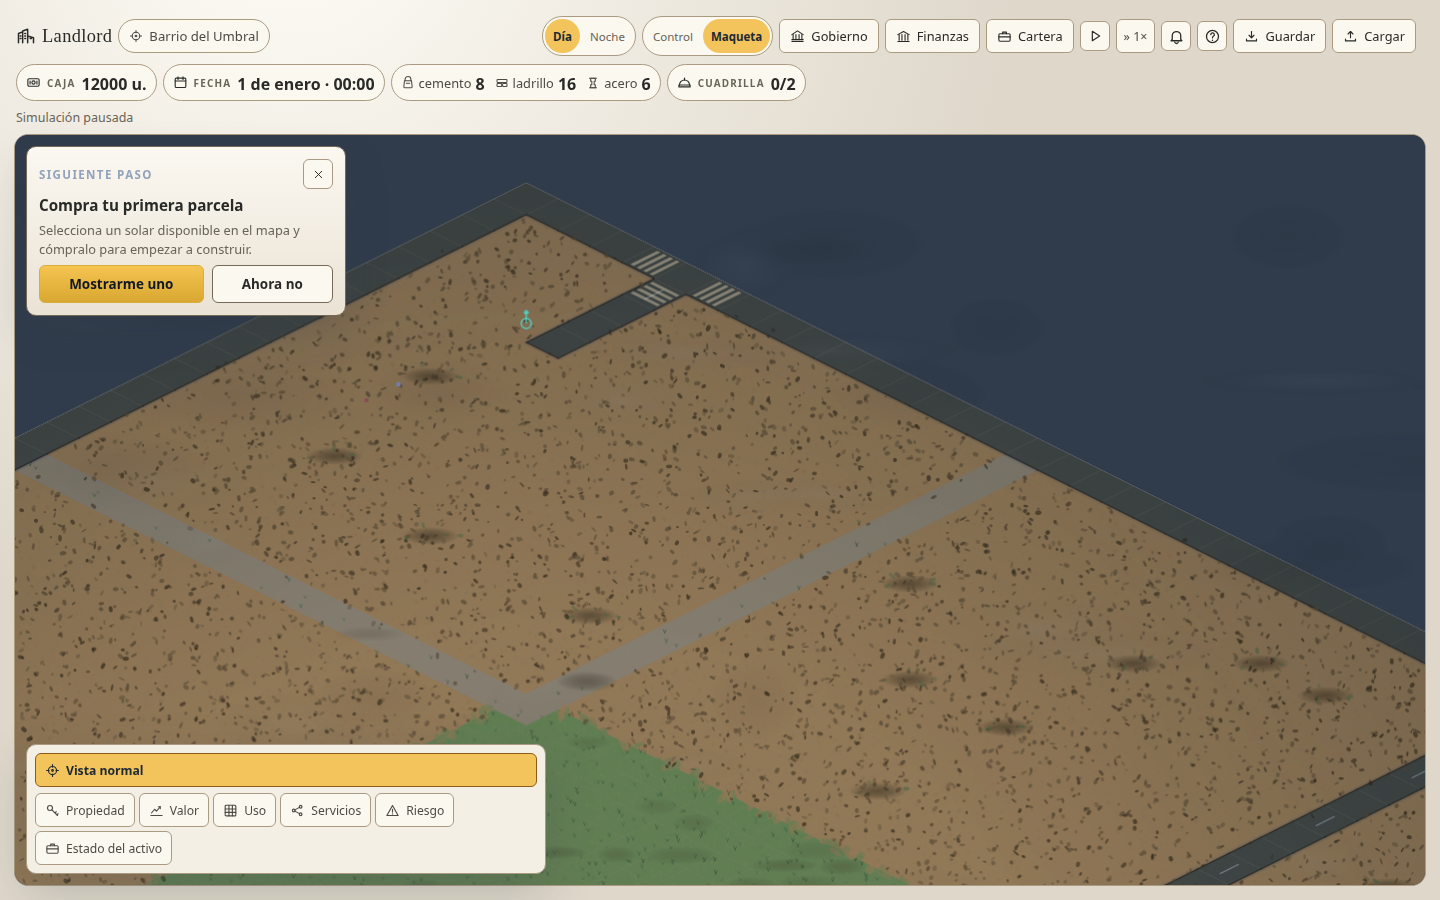 Landlord
Barrio del Umbral
Día
Noche
Control
Maqueta
Gobierno
Finanzas
Cartera
» 1×
Guardar
Cargar
CAJA 12000 u.
FECHA 1 de enero · 00:00
cemento 8 ladrillo 16 acero 6
CUADRILLA 0/2
Simulación pausada
SIGUIENTE PASO
Compra tu primera parcela
Selecciona un solar disponible en el mapa y
cómpralo para empezar a construir.
Mostrarme uno
Ahora no
Vista normal
Propiedad
Valor
Uso
Servicios
Riesgo
Estado del activo